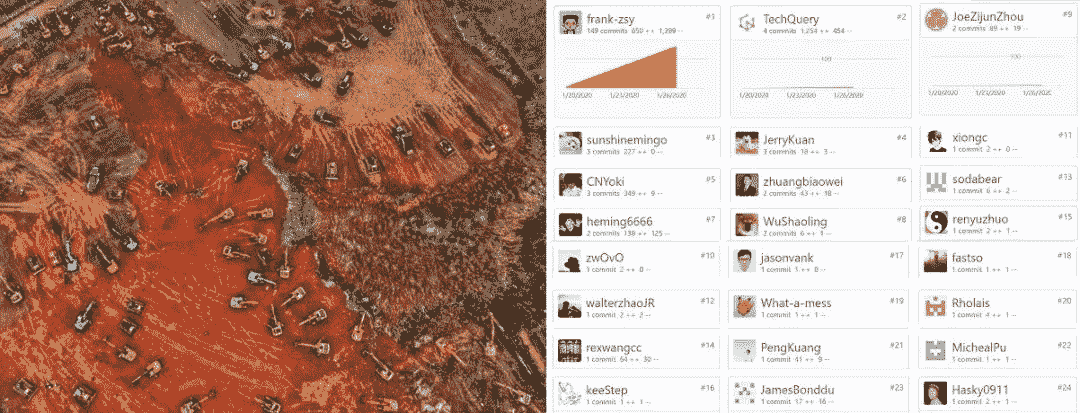 frank-zsy #1
149 commits 650 ++ 1,299 --
1/20/2020 1/23/2020 1/26/2020
TechQuery #2
4 commits 1,254 ++ 454 --
100
1/20/2020 1/23/2020 1/26/2020
JoeZijunZhou #9
2 commits 89 ++ 19 --
100
1/20/2020 1/23/2020 1/26/2020
sunshinemingo #3
3 commits 227 ++ 0 --
JerryKuan #4
3 commits 18 ++ 3 --
xiongc #11
1 commit 2 ++ 0 --
CNYoki #5
3 commits 349 ++ 9 --
zhuangbiaowei #6
2 commits 43 ++ 18 --
sodabear #13
1 commit 6 ++ 2 --
heming6666 #7
2 commits 139 ++ 125 --
WuShaoling #8
2 commits 6 ++ 1 --
renyuzhuo #15
1 commit 2 ++ 1 --
zwOvO #10
1 commit 2 ++ 0 --
jasonvank #17
1 commit 1 ++ 0 --
fastso #18
1 commit 1 ++ 1 --
walterzhaoJR #12
1 commit 2 ++ 2 --
What-a-mess #19
1 commit 1 ++ 1 --
Rholais #20
1 commit 4 ++ 1 --
rexwangcc #14
1 commit 64 ++ 30 --
PengKuang #21
1 commit 41 ++ 9 --
MichealPu #22
1 commit 1 ++ 1 --
keeStep #16
1 commit 1 ++ 1 --
JamesBonddu #23
1 commit 17 ++ 16 --
Hasky0911 #24
1 commit 2 ++ 1 --